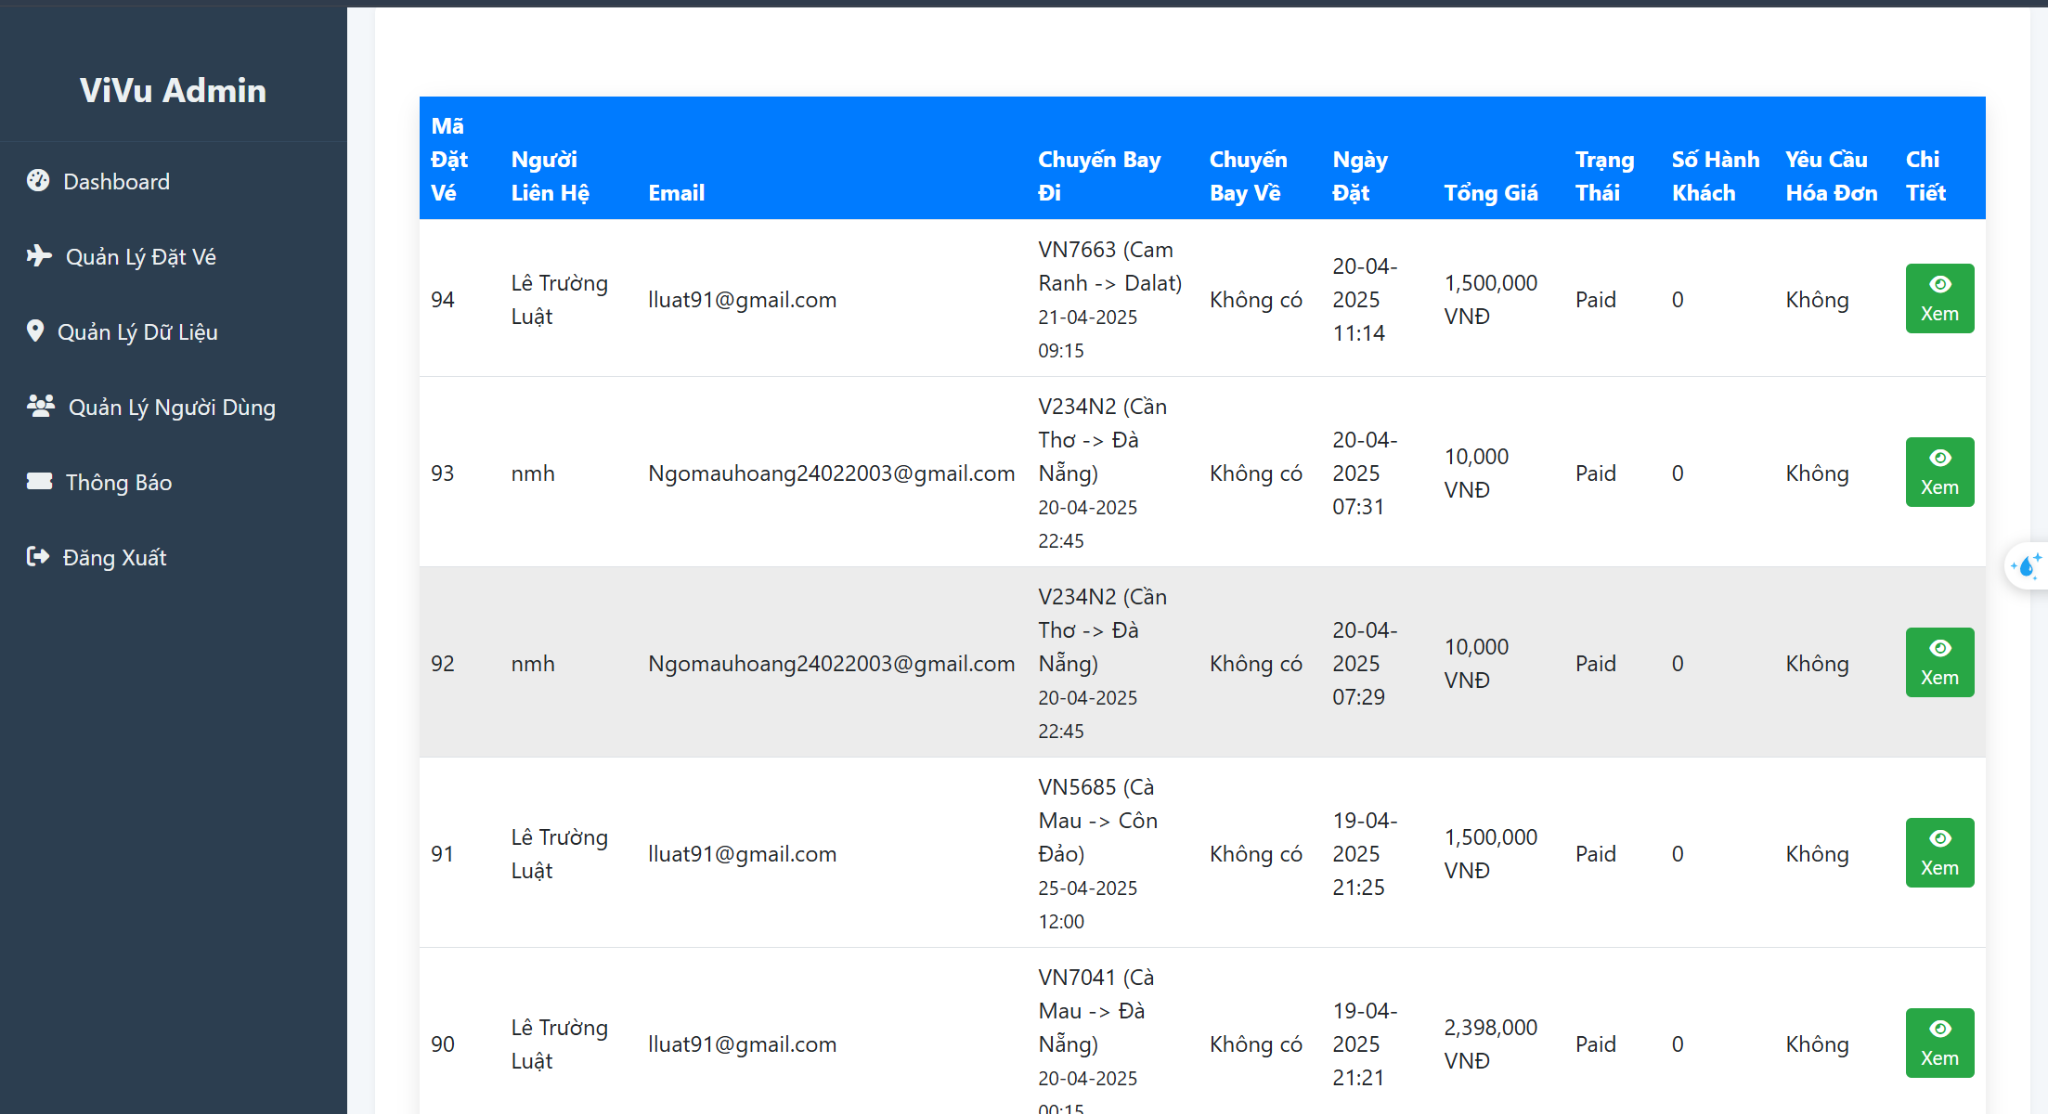 ViVu Admin
Dashboard
Quản Lý Đặt Vé
Quản Lý Dữ Liệu
Quản Lý Người Dùng
Thông Báo
Đăng Xuất
Mã
Đặt
Vé
Người
Liên Hệ
Email
Chuyến Bay
Đi
Chuyến
Bay Về
Ngày
Đặt
Tổng Giá
Trạng
Thái
Số Hành
Khách
Yêu Cầu
Hóa Đơn
Chi
Tiết
94
Lê Trường
Luật
lluat91@gmail.com
VN7663 (Cam
Ranh -> Dalat)
21-04-2025
09:15
Không có
20-04-
2025
11:14
1,500,000
VNĐ
Paid
0
Không
Xem
93
nmh
Ngomauhoang24022003@gmail.com
V234N2 (Cần
Thơ -> Đà
Nẵng)
20-04-2025
22:45
Không có
20-04-
2025
07:31
10,000
VNĐ
Paid
0
Không
Xem
92
nmh
Ngomauhoang24022003@gmail.com
V234N2 (Cần
Thơ -> Đà
Nẵng)
20-04-2025
22:45
Không có
20-04-
2025
07:29
10,000
VNĐ
Paid
0
Không
Xem
91
Lê Trường
Luật
lluat91@gmail.com
VN5685 (Cà
Mau -> Côn
Đảo)
25-04-2025
12:00
Không có
19-04-
2025
21:25
1,500,000
VNĐ
Paid
0
Không
Xem
90
Lê Trường
Luật
lluat91@gmail.com
VN7041 (Cà
Mau -> Đà
Nẵng)
20-04-2025
00:15
Không có
19-04-
2025
21:21
2,398,000
VNĐ
Paid
0
Không
Xem